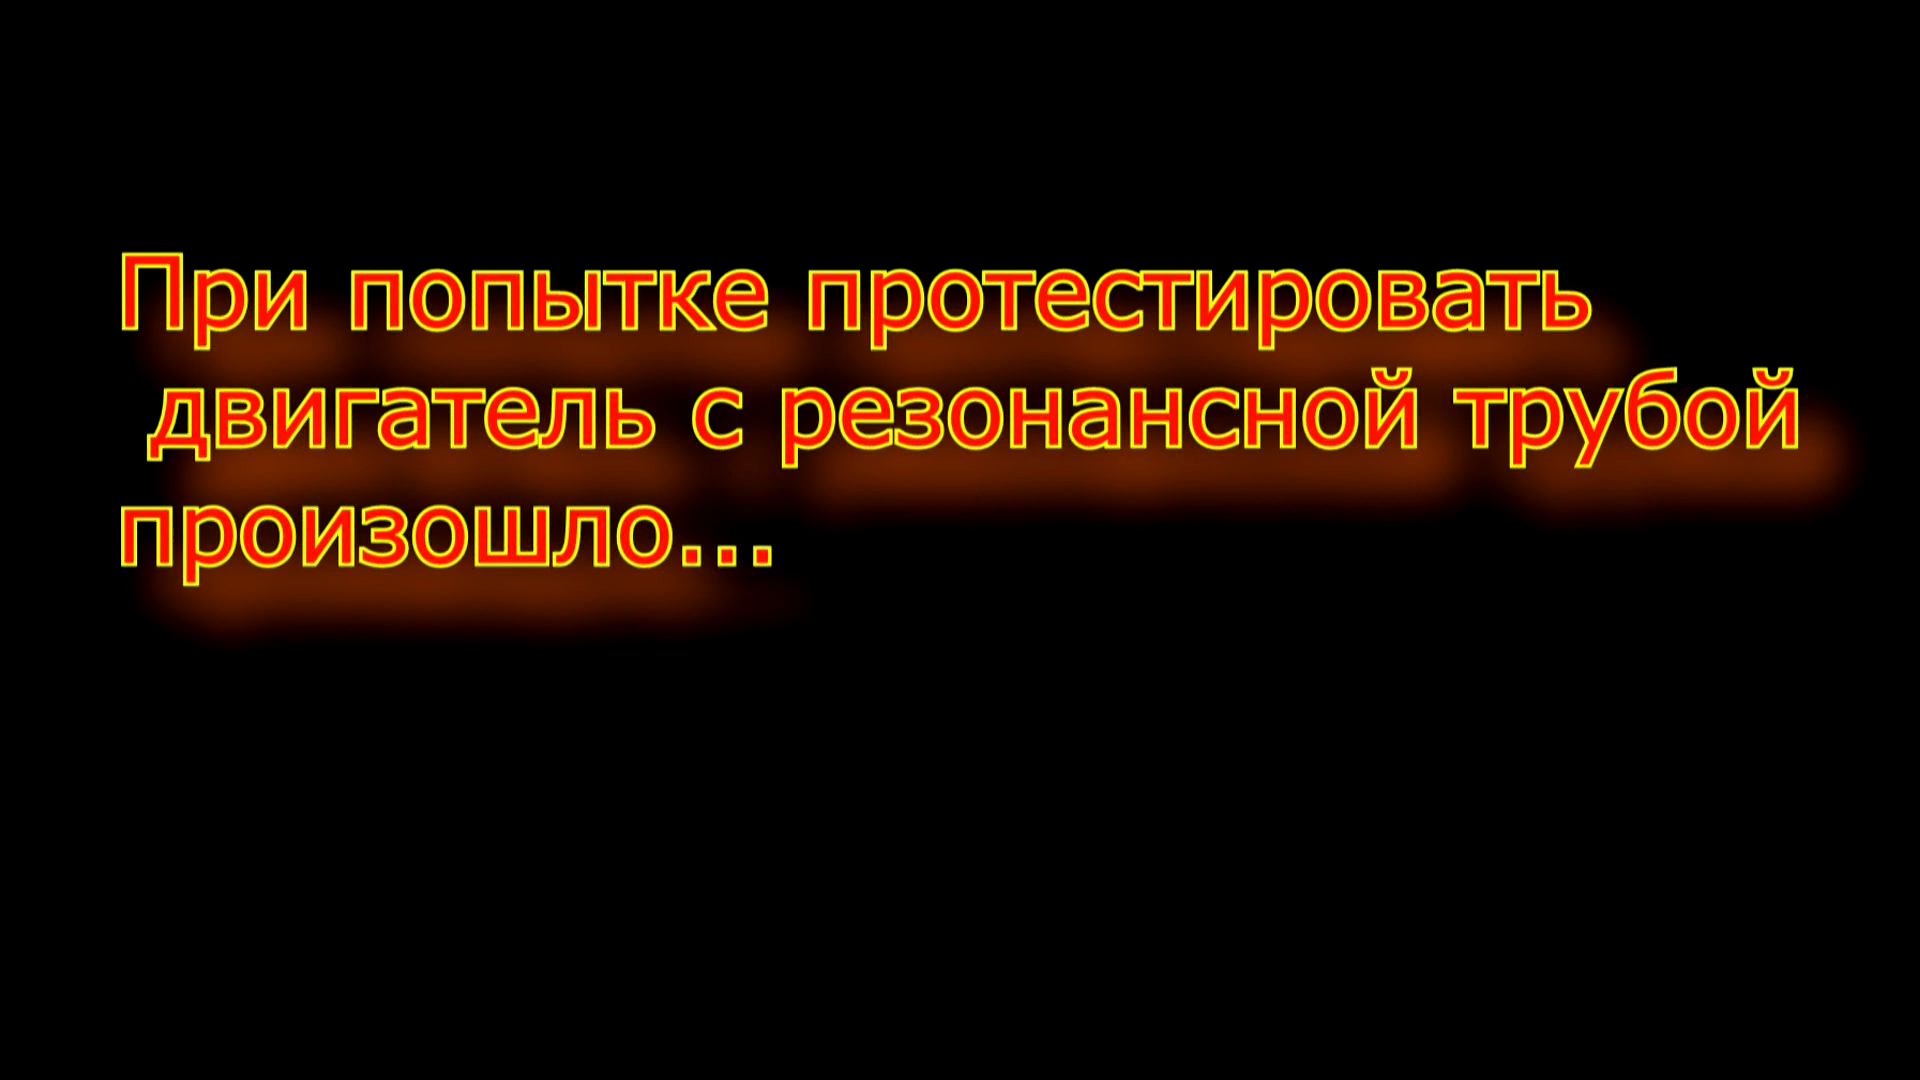 При попытке протестировать
двигатель с резонансной трубой
произошло...